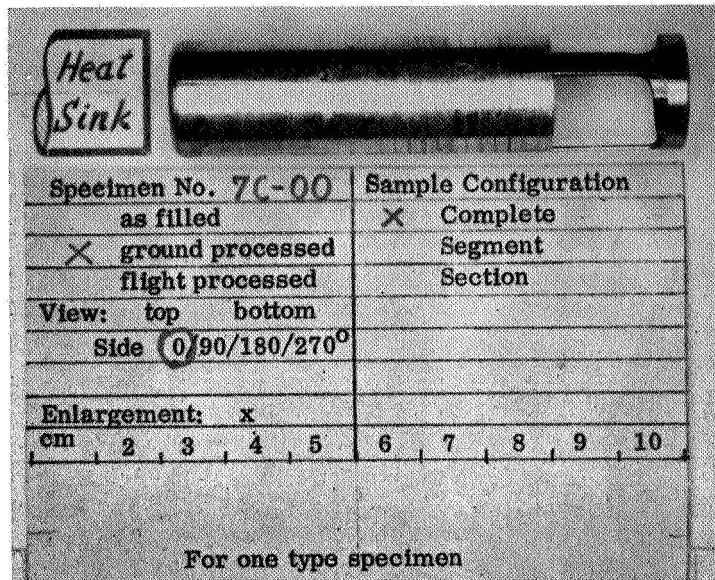 Heat
Sink
Specimen No. 7C-00
Sample Configuration
as filled
X Complete
X ground processed
Segment
flight processed
Section
View: top bottom
Side 0/90/180/270°
Enlargement: x
cm 2 3 4 5 6 7 8 9 10
For one type specimen